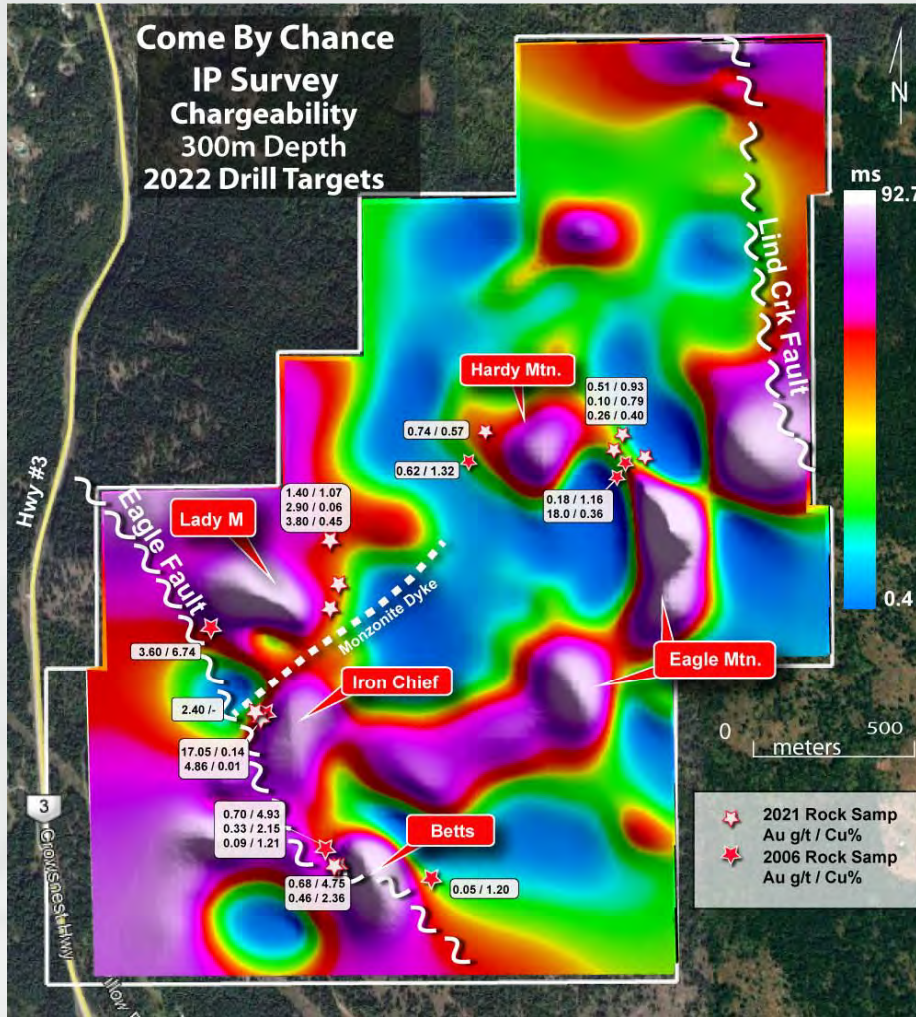 Come By Chance
IP Survey
Chargeability
300m Depth
2022 Drill Targets
N
ms
92.7
0.4
Hwy #3
Lind Crk Fault
Hardy Mtn.
0.51 / 0.93
0.10 / 0.79
0.26 / 0.40
0.74 / 0.57
0.62 / 1.32
0.18 / 1.16
18.0 / 0.36
1.40 / 1.07
2.90 / 0.06
3.80 / 0.45
Eagle Fault
Lady M
Monzonite Dyke
3.60 / 6.74
Eagle Mtn.
Iron Chief
2.40 /-
17.05 / 0.14
4.86 / 0.01
0 500
meters
3
Crowsnest Hwy
0.70 / 4.93
0.33 / 2.15
0.09 / 1.21
Betts
0.68 / 4.75
0.46 / 2.36
0.05 / 1.20
2021 Rock Samp
Au g/t / Cu%
2006 Rock Samp
Au g/t / Cu%